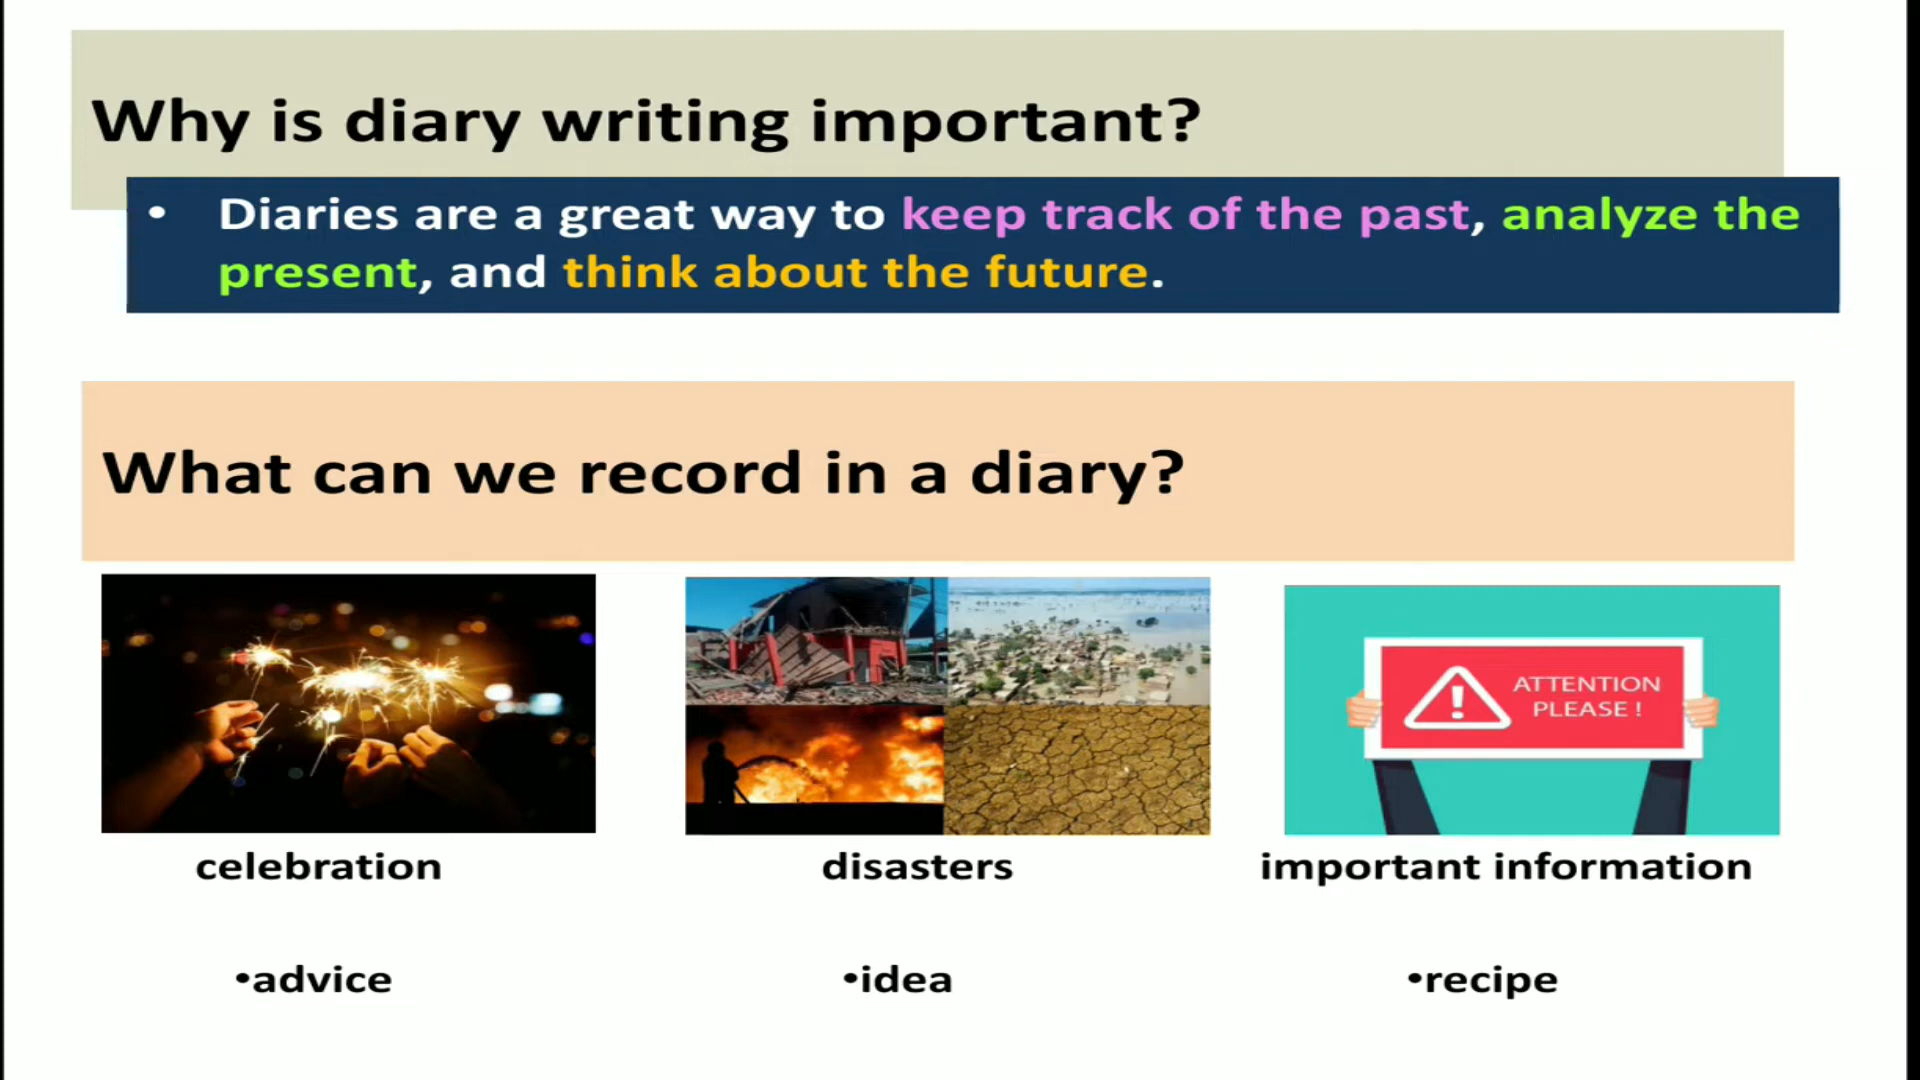 Why is diary writing important?
• Diaries are a great way to keep track of the past, analyze the
present, and think about the future.
What can we record in a diary?
ATTENTION
PLEASE !
celebration
disasters
important information
•advice
•idea
•recipe